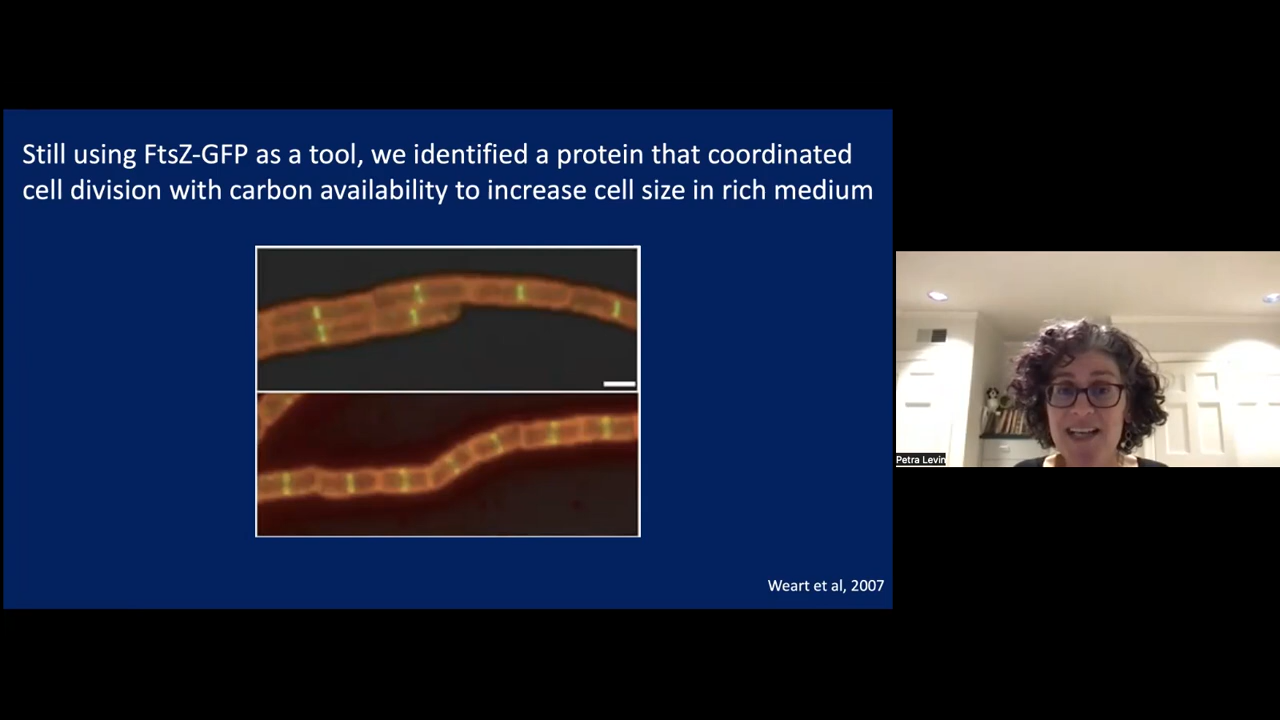 Still using FtsZ-GFP as a tool, we identified a protein that coordinated
cell division with carbon availability to increase cell size in rich medium
Weart et al, 2007
Petra Levin